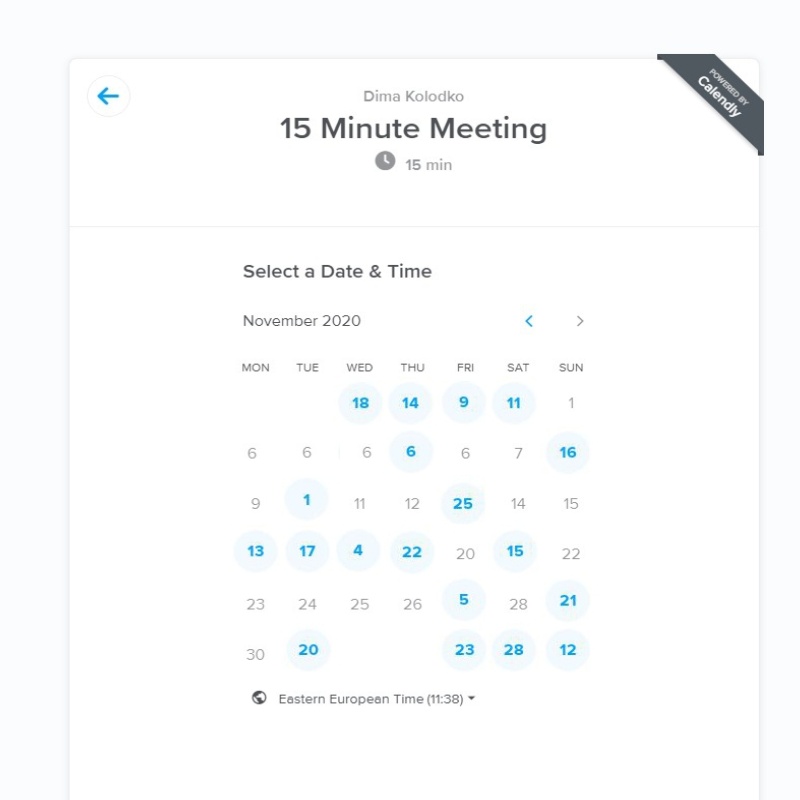 POWERED BY
Calendly
Dima Kolodko
15 Minute Meeting
15 min
Select a Date & Time
November 2020
MON TUE WED THU FRI SAT SUN
18 14 9 11 1
6 6 6 6 6 7 16
9 1 11 12 25 14 15
13 17 4 22 20 15 22
23 24 25 26 5 28 21
30 20 23 28 12
Eastern European Time (11:38)